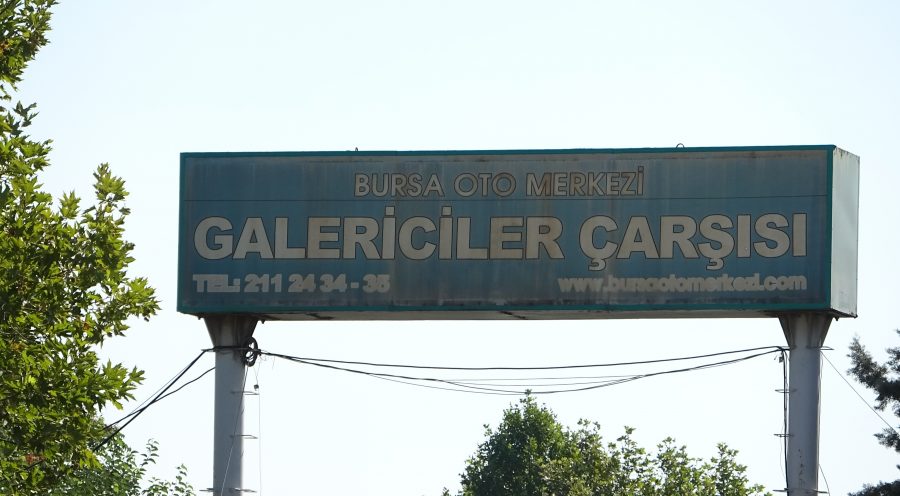 BURSA OTO MERKEZİ
GALERİCİLER ÇARŞISI
TEL: 211 24 34 - 35
www.bursaotomerkezi.com